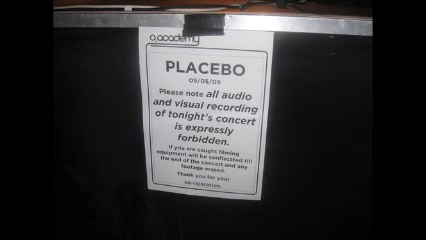 O2 academy
PLACEBO
09/05/09
Please note all audio
and visual recording
of tonight's concert
is expressly
forbidden.
If you are caught filming
equipment will be confiscated till
the end of the concert and any
footage erased.
Thank you for your
co-operation.